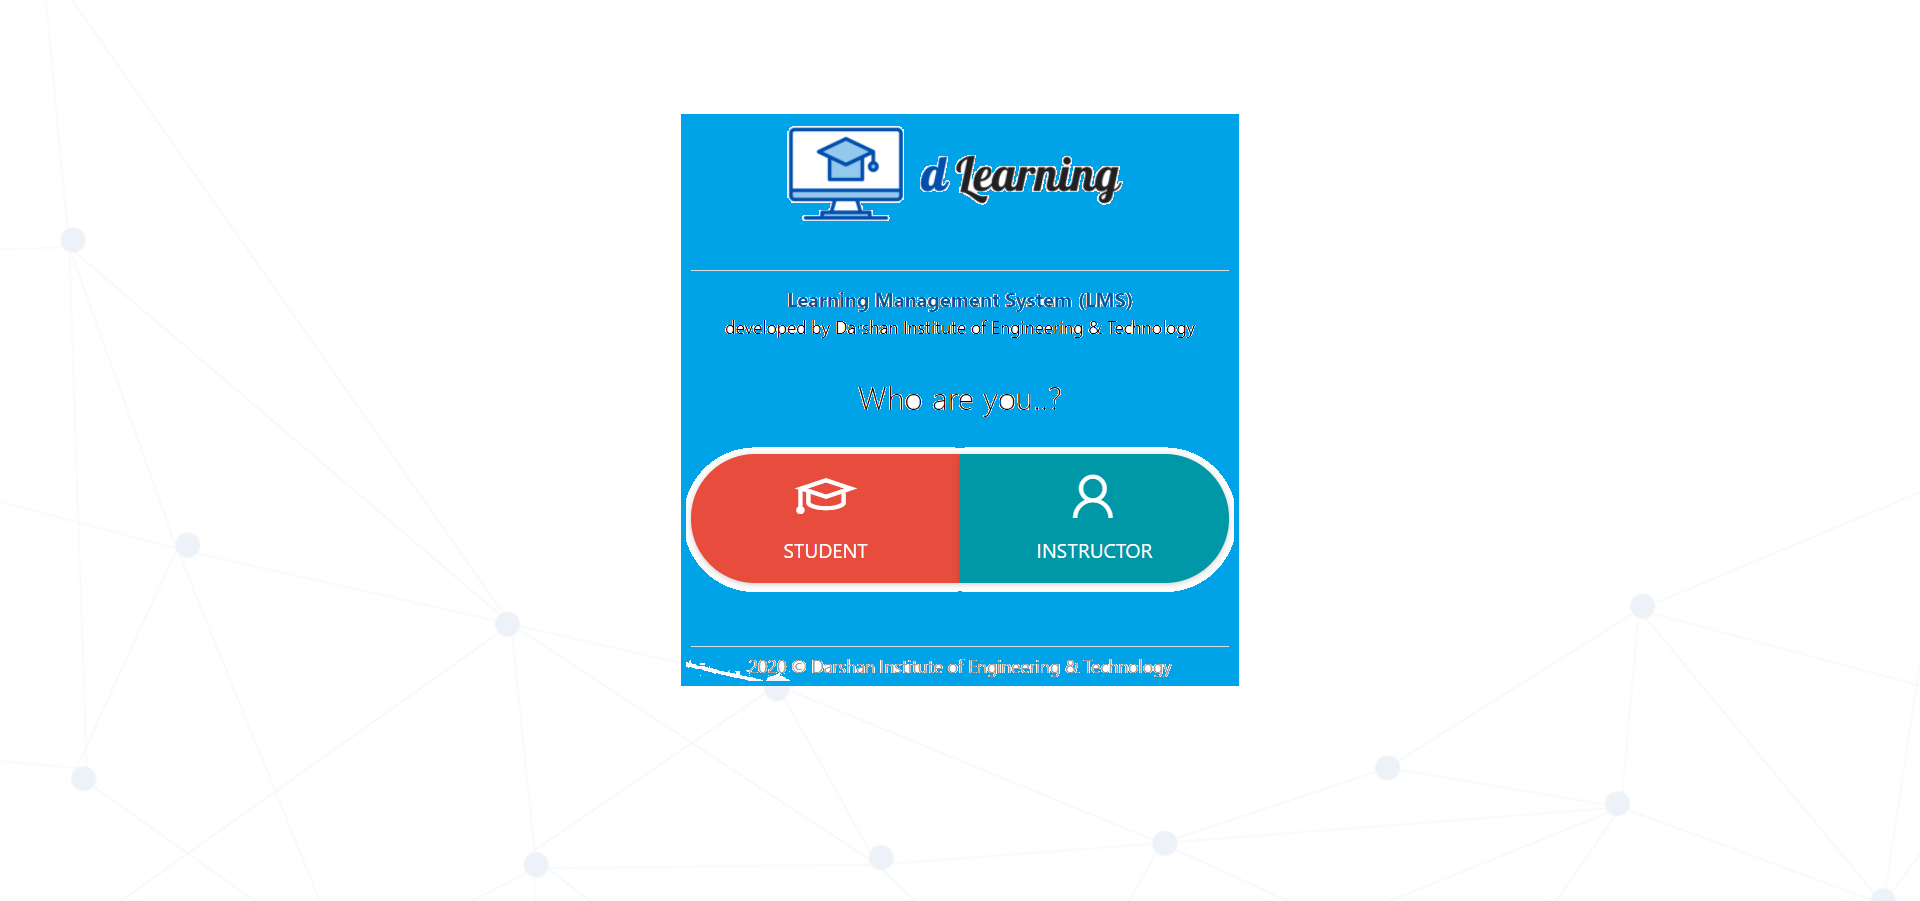 d Learning
Learning Management System (LMS)
developed by Darshan Institute of Engineering & Technology
Who are you..?
STUDENT
INSTRUCTOR
2020 © Darshan Institute of Engineering & Technology